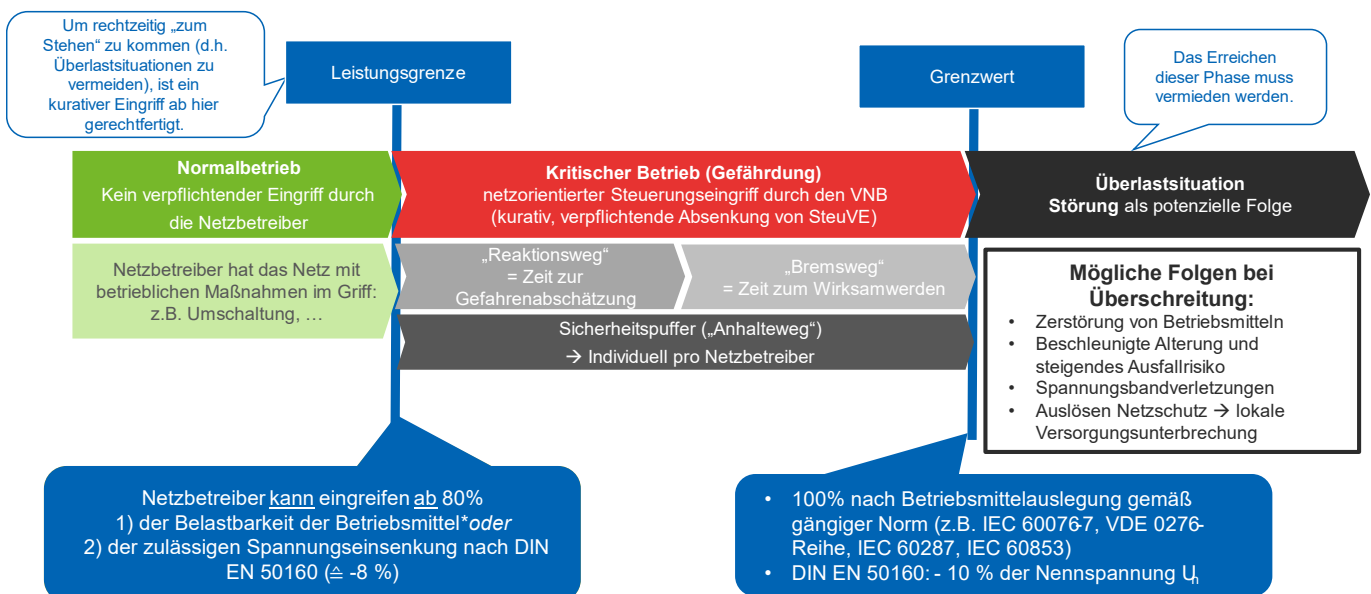 Um rechtzeitig „zum
Stehen“ zu kommen (d.h.
Überlastsituationen zu
vermeiden), ist ein
kurativer Eingriff ab hier
gerechtfertigt.
Leistungsgrenze
Grenzwert
Das Erreichen
dieser Phase muss
vermieden werden.
Normalbetrieb
Kein verpflichtender Eingriff durch
die Netzbetreiber
Kritischer Betrieb (Gefährdung)
netzorientierter Steuerungseingriff durch den VNB
(kurativ, verpflichtende Absenkung von SteuVE)
Überlastsituation
Störung als potenzielle Folge
Netzbetreiber hat das Netz mit
betrieblichen Maßnahmen im Griff:
z.B. Umschaltung, …
„Reaktionsweg“
= Zeit zur
Gefahrenabschätzung
„Bremsweg“
= Zeit zum Wirksamwerden
Sicherheitspuffer („Anhalteweg“)
→ Individuell pro Netzbetreiber
Mögliche Folgen bei
Überschreitung:
• Zerstörung von Betriebsmitteln
• Beschleunigte Alterung und
steigendes Ausfallrisiko
• Spannungsbandverletzungen
• Auslösen Netzschutz → lokale
Versorgungsunterbrechung
Netzbetreiber kann eingreifen ab 80%
1) der Belastbarkeit der Betriebsmittel*oder
2) der zulässigen Spannungseinsenkung nach DIN
EN 50160 (≙ -8 %)
• 100% nach Betriebsmittelauslegung gemäß
gängiger Norm (z.B. IEC 60076-7, VDE 0276-
Reihe, IEC 60287, IEC 60853)
• DIN EN 50160: - 10 % der Nennspannung Un